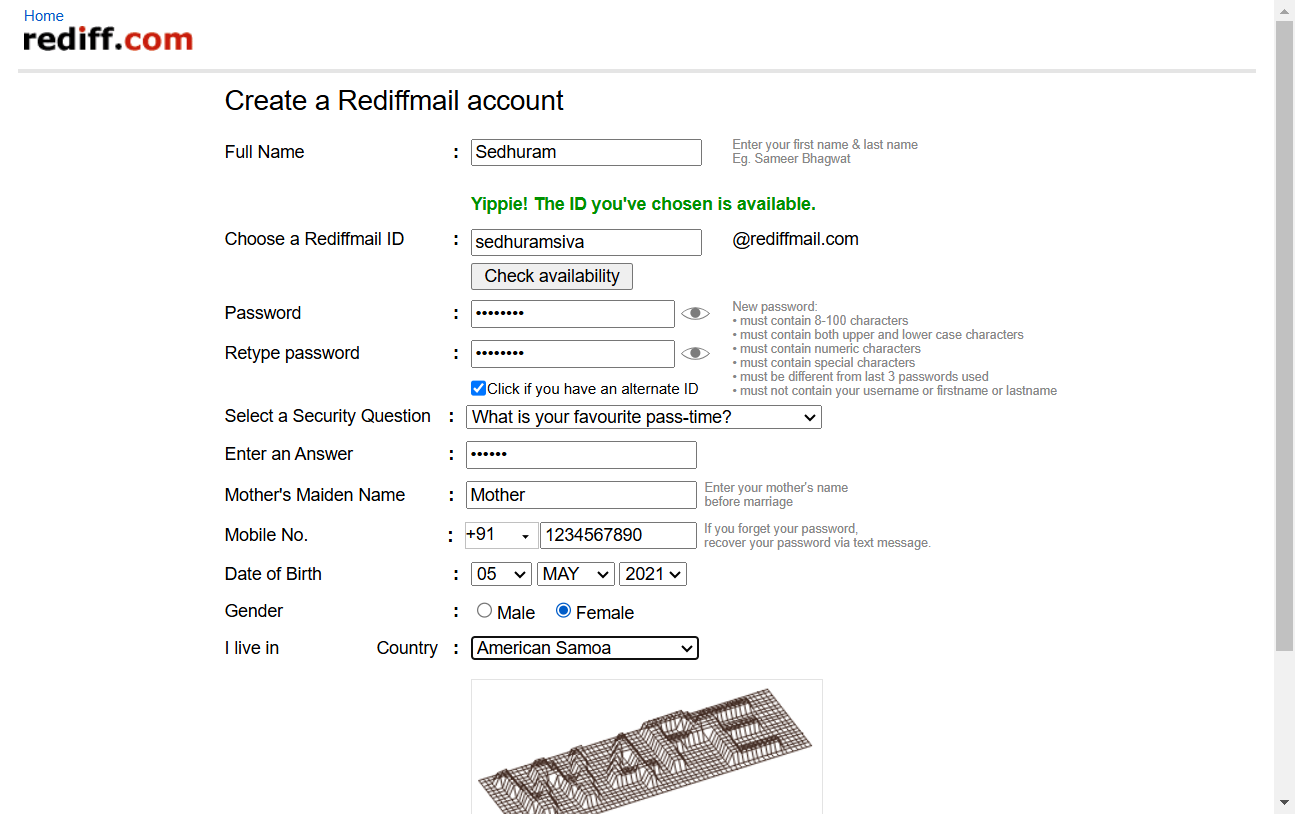 Home
rediff.com
Create a Rediffmail account
Full Name : Sedhuram
Enter your first name & last name
Eg. Sameer Bhagwat
Yippie! The ID you've chosen is available.
Choose a Rediffmail ID : sedhuramsiva @rediffmail.com
Check availability
Password : ••••••••
Retype password : ••••••••
New password:
• must contain 8-100 characters
• must contain both upper and lower case characters
• must contain numeric characters
• must contain special characters
• must be different from last 3 passwords used
• must not contain your username or firstname or lastname
Click if you have an alternate ID
Select a Security Question : What is your favourite pass-time?
Enter an Answer : ••••••
Mother's Maiden Name : Mother
Enter your mother's name
before marriage
Mobile No. : +91 1234567890
If you forget your password,
recover your password via text message.
Date of Birth : 05 MAY 2021
Gender : Male Female
I live in Country : American Samoa